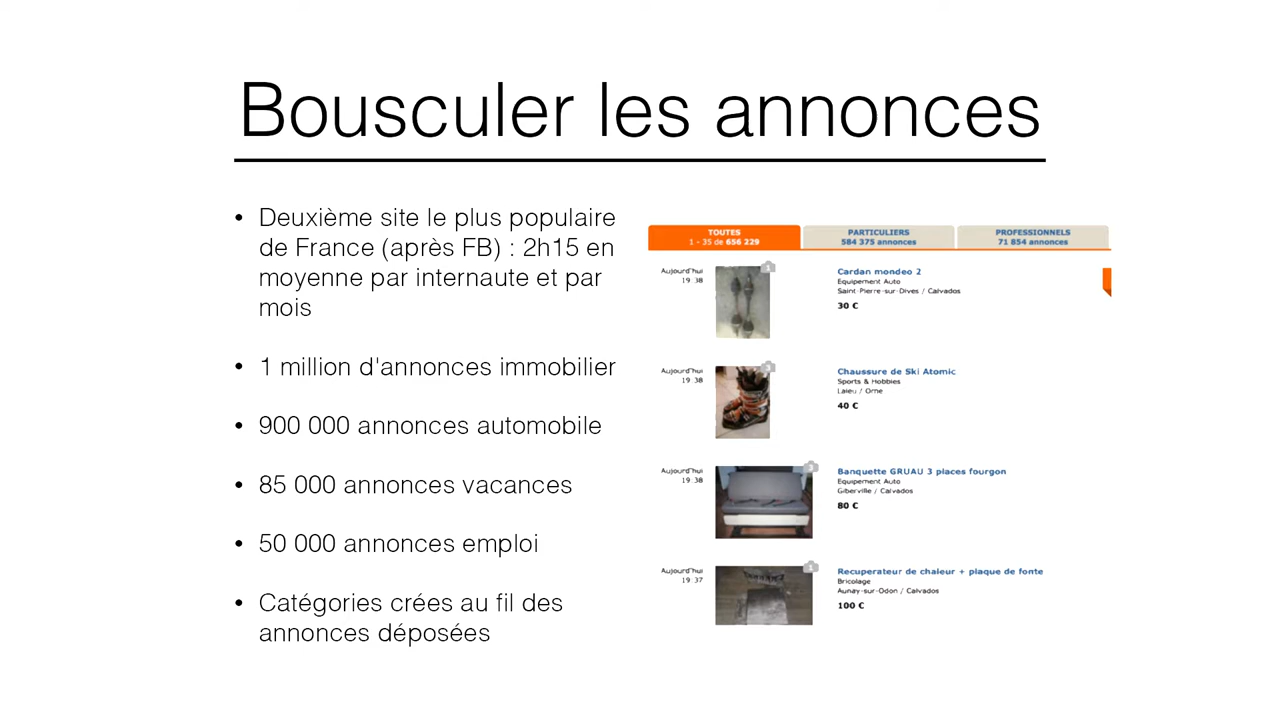 Bousculer les annonces
• Deuxième site le plus populaire
de France (après FB) : 2h15 en
moyenne par internaute et par
mois
• 1 million d'annonces immobilier
• 900 000 annonces automobile
• 85 000 annonces vacances
• 50 000 annonces emploi
• Catégories crées au fil des
annonces déposées
TOUTES
1 - 35 de 656 229
PARTICULIERS
584 375 annonces
PROFESSIONNELS
71 854 annonces
Aujourd'hui
19:38
1
Cardan mondeo 2
Equipement Auto
Saint-Pierre-sur-Dives / Calvados
30 €
Aujourd'hui
19:38
3
Chaussure de Ski Atomic
Sports & Hobbies
Laleu / Orne
40 €
Aujourd'hui
19:38
3
Banquette GRUAU 3 places fourgon
Equipement Auto
Giberville / Calvados
80 €
Aujourd'hui
19:37
1
Recuperateur de chaleur + plaque de fonte
Bricolage
Aunay-sur-Odon / Calvados
100 €